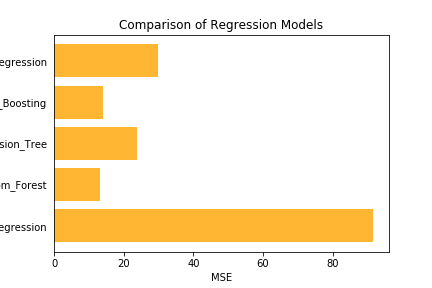 Comparison of Regression Models
egression
_Boosting
sion_Tree
m_Forest
egression
0 20 40 60 80
MSE